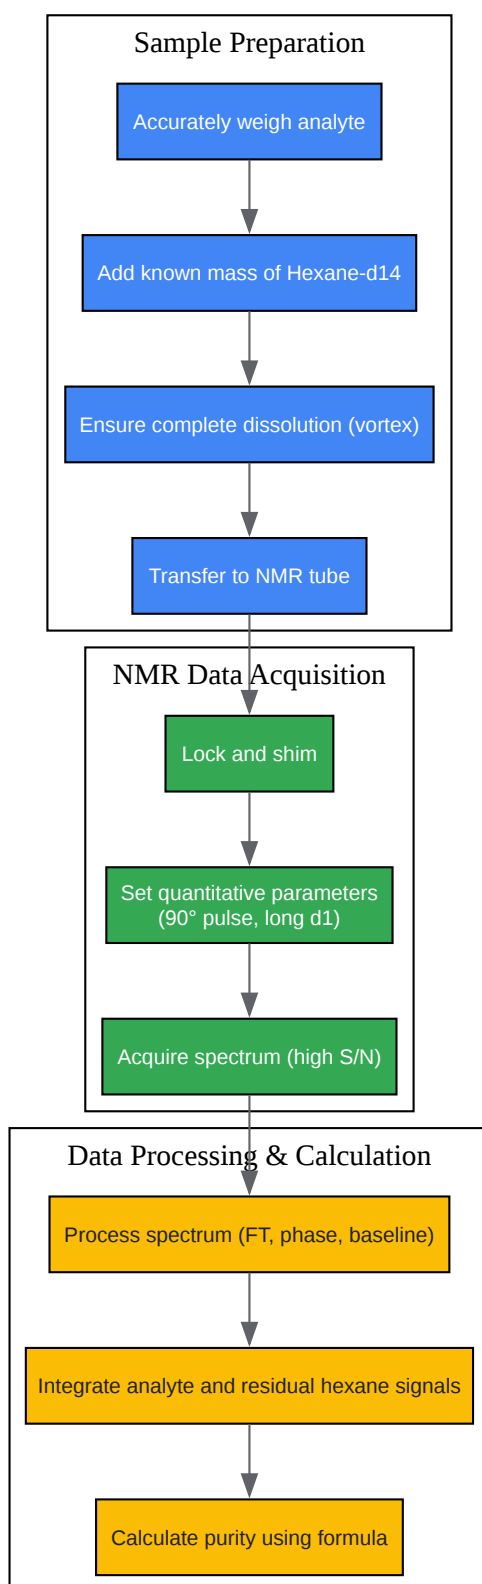 Sample Preparation
Accurately weigh analyte
Add known mass of Hexane-d14
Ensure complete dissolution (vortex)
Transfer to NMR tube
NMR Data Acquisition
Lock and shim
Set quantitative parameters
(90° pulse, long d1)
Acquire spectrum (high S/N)
Data Processing & Calculation
Process spectrum (FT, phase, baseline)
Integrate analyte and residual hexane signals
Calculate purity using formula